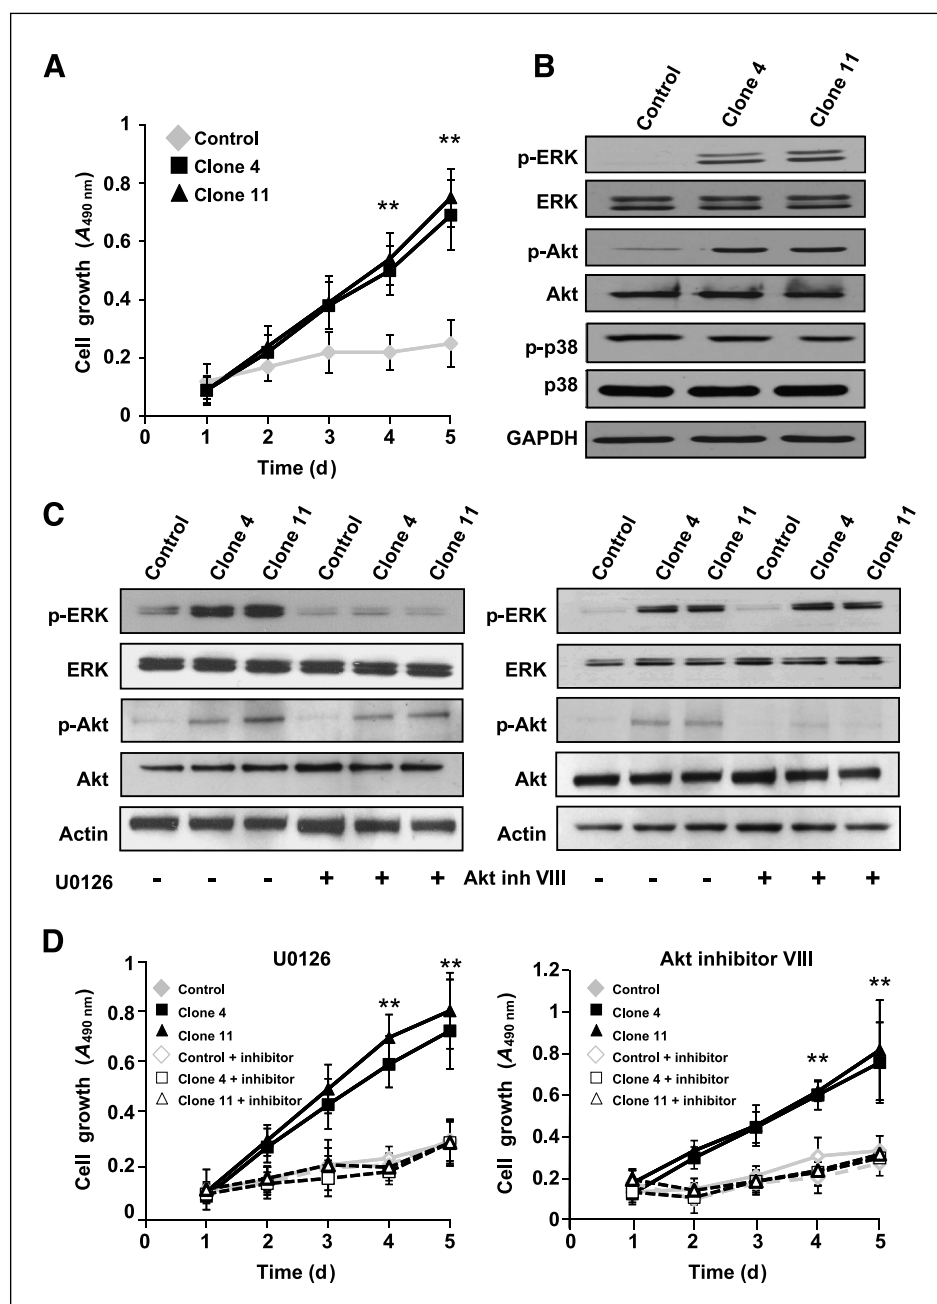 A
Cell growth (A490 nm)
1
0.8
0.6
0.4
0.2
0
0 1 2 3 4 5
Time (d)
Control
Clone 4
Clone 11
**
**
B
Control Clone 4 Clone 11
p-ERK
ERK
p-Akt
Akt
p-p38
p38
GAPDH
C
Control Clone 4 Clone 11 Control Clone 4 Clone 11
p-ERK
ERK
p-Akt
Akt
Actin
U0126 - - - + + +
Control Clone 4 Clone 11 Control Clone 4 Clone 11
p-ERK
ERK
p-Akt
Akt
Actin
Akt inh VIII - - - + + +
D
U0126
Cell growth (A490 nm)
1
0.8
0.6
0.4
0.2
0
0 1 2 3 4 5
Time (d)
Control
Clone 4
Clone 11
Control + inhibitor
Clone 4 + inhibitor
Clone 11 + inhibitor
**
**
Akt inhibitor VIII
Cell growth (A490 nm)
1.2
1
0.8
0.6
0.4
0.2
0
0 1 2 3 4 5
Time (d)
Control
Clone 4
Clone 11
Control + inhibitor
Clone 4 + inhibitor
Clone 11 + inhibitor
**
**